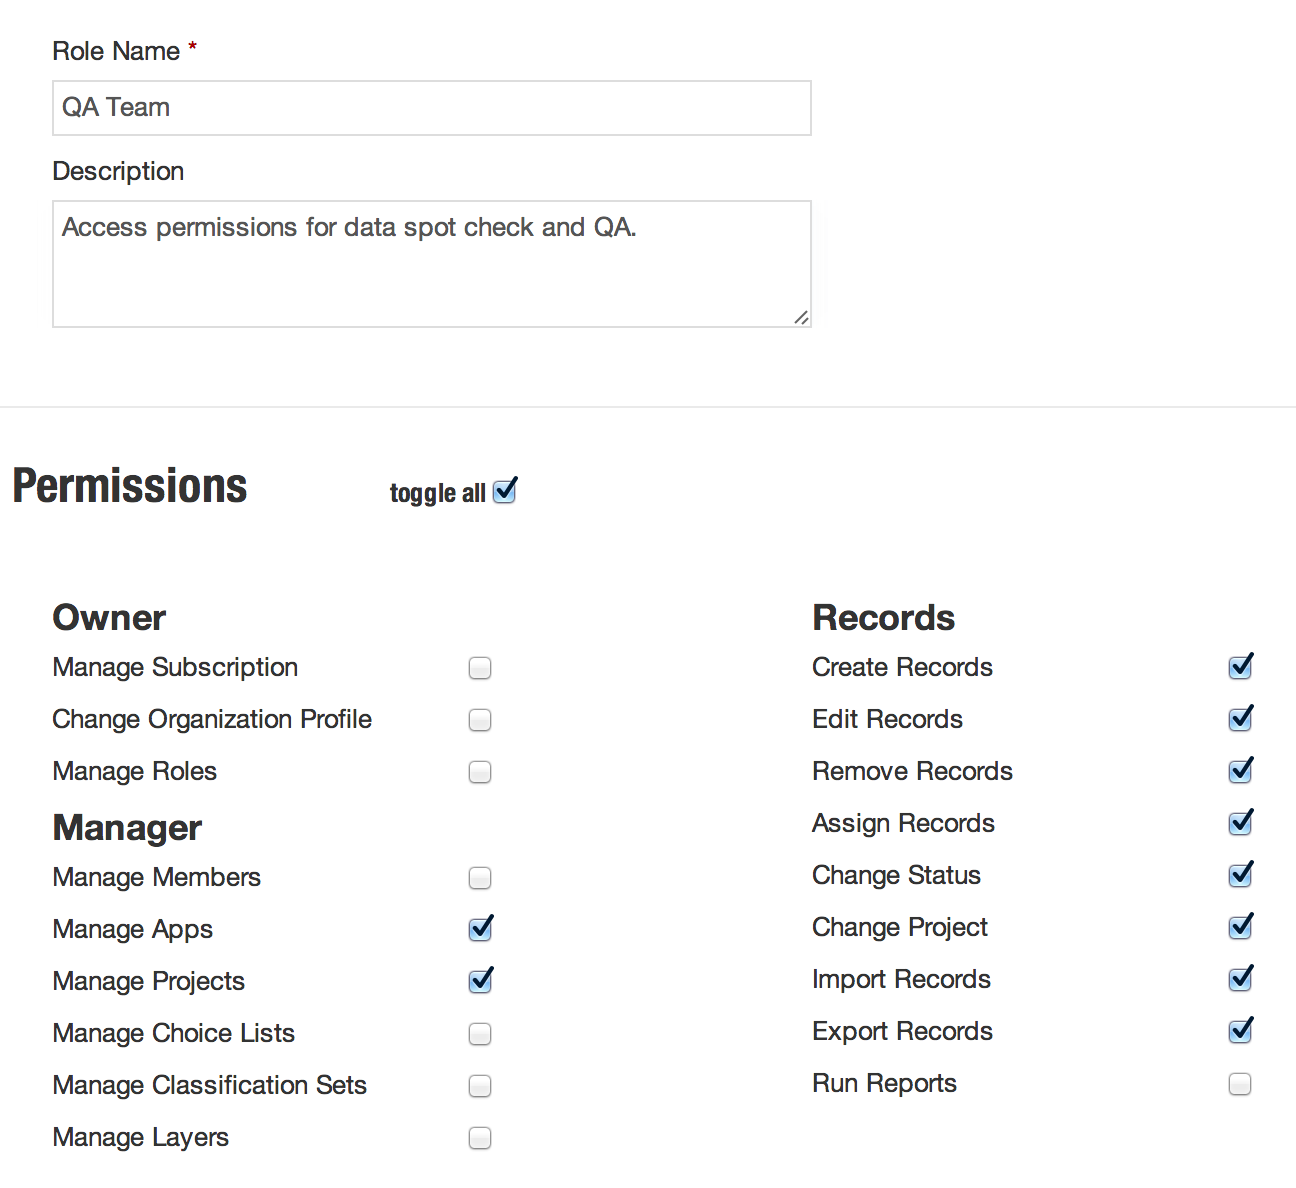 Role Name *
QA Team
Description
Access permissions for data spot check and QA.
Permissions
toggle all
Owner
Manage Subscription
Change Organization Profile
Manage Roles
Manager
Manage Members
Manage Apps
Manage Projects
Manage Choice Lists
Manage Classification Sets
Manage Layers
Records
Create Records
Edit Records
Remove Records
Assign Records
Change Status
Change Project
Import Records
Export Records
Run Reports